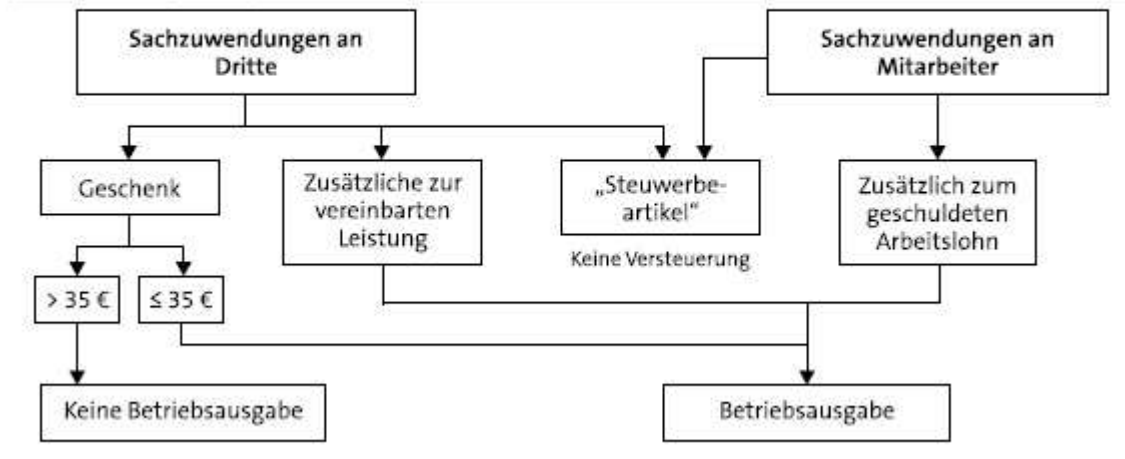 Sachzuwendungen an
Dritte
Sachzuwendungen an
Mitarbeiter
Geschenk
Zusätzliche zur
vereinbarten
Leistung
„Steuwerbe-
artikel“
Keine Versteuerung
Zusätzlich zum
geschuldeten
Arbeitslohn
> 35 €
≤ 35 €
Keine Betriebsausgabe
Betriebsausgabe